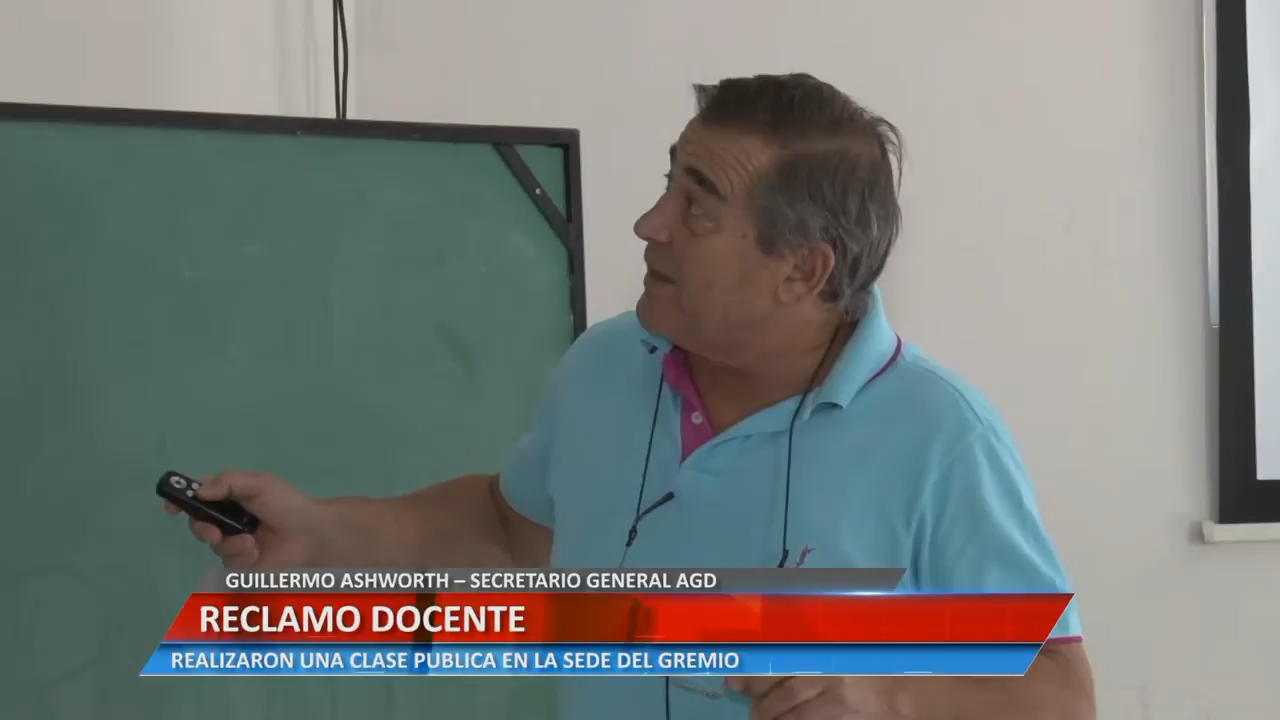 GUILLERMO ASHWORTH – SECRETARIO GENERAL AGD
RECLAMO DOCENTE
REALIZARON UNA CLASE PUBLICA EN LA SEDE DEL GREMIO